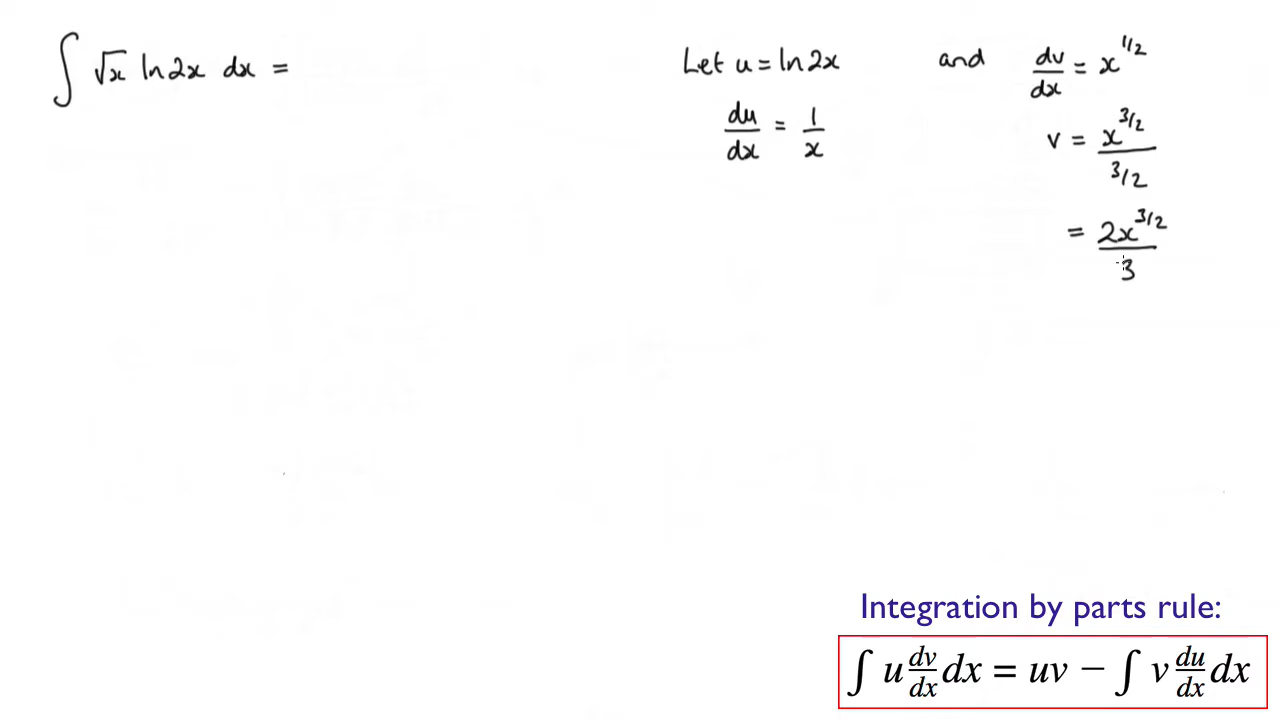 ∫ √x ln2x dx =
Let u = ln2x and dv/dx = x^1/2
du/dx = 1/x
v = x^3/2 / 3/2
= 2x^3/2 / 3
Integration by parts rule:
∫ u dv/dx dx = uv − ∫ v du/dx dx